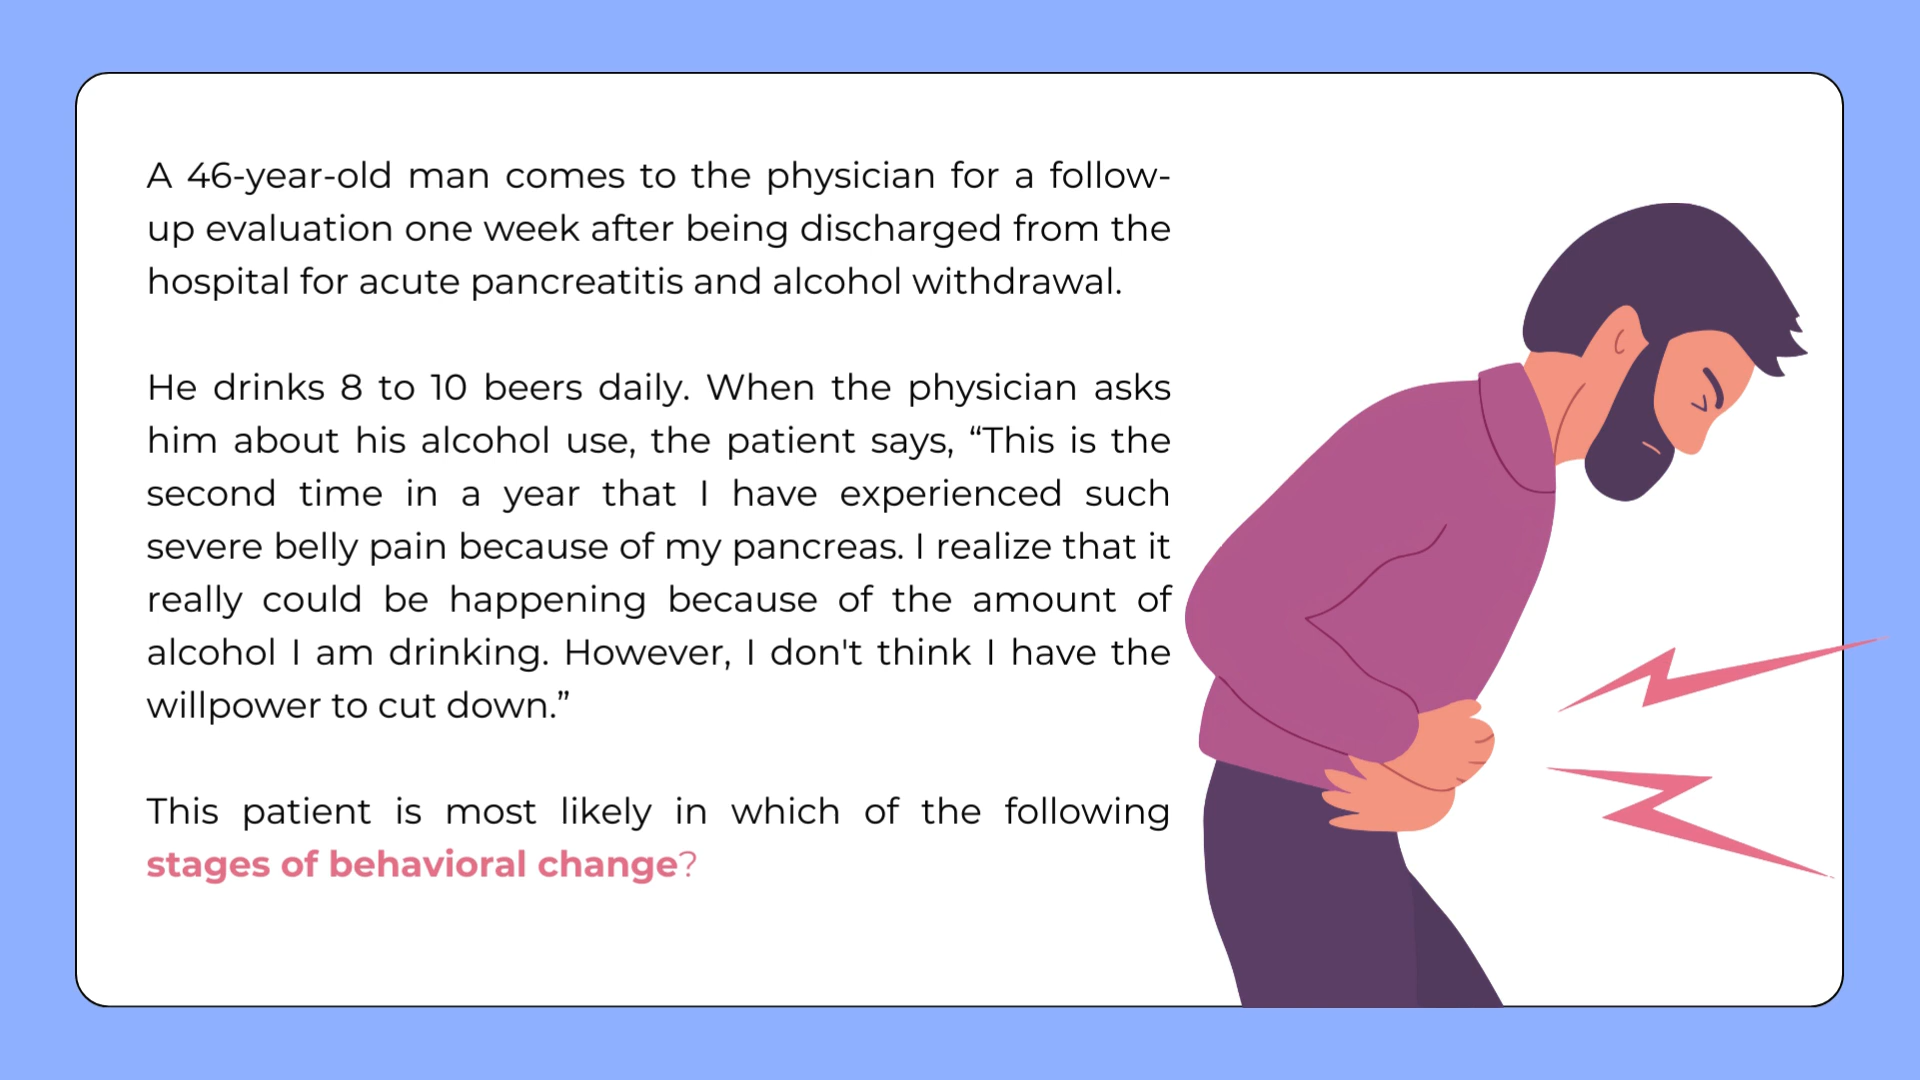 A 46-year-old man comes to the physician for a follow-
up evaluation one week after being discharged from the
hospital for acute pancreatitis and alcohol withdrawal.
He drinks 8 to 10 beers daily. When the physician asks
him about his alcohol use, the patient says, “This is the
second time in a year that I have experienced such
severe belly pain because of my pancreas. I realize that it
really could be happening because of the amount of
alcohol I am drinking. However, I don't think I have the
willpower to cut down.”
This patient is most likely in which of the following
stages of behavioral change?